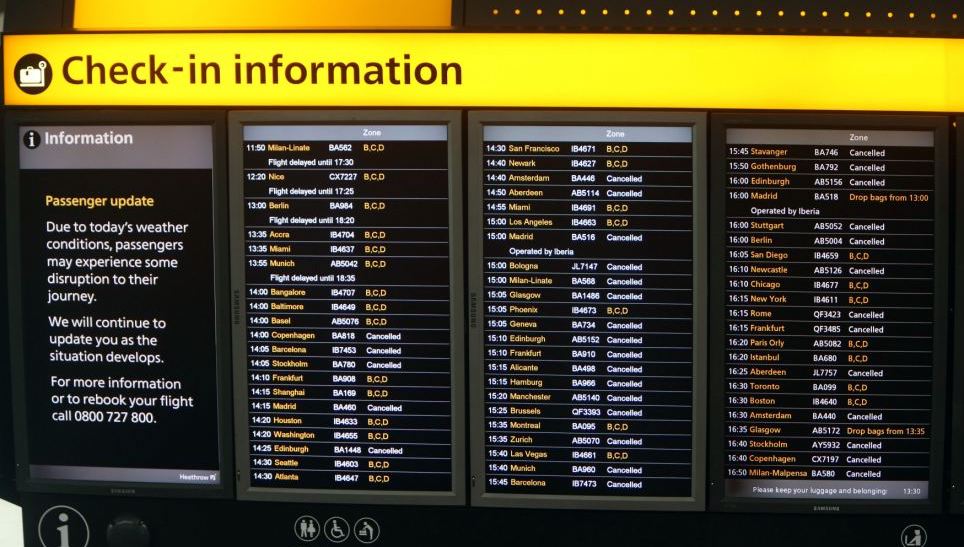 Check-in information
i Information
Passenger update
Due to today's weather
conditions, passengers
may experience some
disruption to their
journey.
We will continue to
update you as the
situation develops.
For more information
or to rebook your flight
call 0800 727 800.
Heathrow
SAMSUNG
Zone
11:50 Milan-Linate BA562 B,C,D
Flight delayed until 17:30
12:20 Nice CX7227 B,C,D
Flight delayed until 17:25
13:00 Berlin BA984 B,C,D
Flight delayed until 18:20
13:35 Accra IB4704 B,C,D
13:35 Miami IB4637 B,C,D
13:55 Munich AB5042 B,C,D
Flight delayed until 18:35
14:00 Bangalore IB4707 B,C,D
14:00 Baltimore IB4649 B,C,D
14:00 Basel AB5076 B,C,D
14:00 Copenhagen BA818 Cancelled
14:05 Barcelona IB7453 Cancelled
14:05 Stockholm BA780 Cancelled
14:10 Frankfurt BA908 B,C,D
14:15 Shanghai BA169 B,C,D
14:15 Madrid BA460 Cancelled
14:20 Houston IB4633 B,C,D
14:20 Washington IB4655 B,C,D
14:25 Edinburgh BA1448 Cancelled
14:30 Seattle IB4603 B,C,D
14:30 Atlanta IB4647 B,C,D
SAMSUNG
Zone
14:30 San Francisco IB4671 B,C,D
14:40 Newark IB4627 B,C,D
14:40 Amsterdam BA446 Cancelled
14:50 Aberdeen AB5114 Cancelled
14:55 Miami IB4691 B,C,D
15:00 Los Angeles IB4663 B,C,D
15:00 Madrid BA516 Cancelled
Operated by Iberia
15:00 Bologna JL7147 Cancelled
15:00 Milan-Linate BA568 Cancelled
15:05 Glasgow BA1486 Cancelled
15:05 Phoenix IB4673 B,C,D
15:05 Geneva BA734 Cancelled
15:10 Edinburgh AB5152 Cancelled
15:10 Frankfurt BA910 Cancelled
15:15 Alicante BA498 Cancelled
15:15 Hamburg BA966 Cancelled
15:20 Manchester AB5140 Cancelled
15:25 Brussels QF3393 Cancelled
15:35 Montreal BA095 B,C,D
15:35 Zurich AB5070 Cancelled
15:40 Las Vegas IB4661 B,C,D
15:40 Munich BA960 Cancelled
15:45 Barcelona IB7473 Cancelled
SAMSUNG
Zone
15:45 Stavanger BA746 Cancelled
15:50 Gothenburg BA792 Cancelled
16:00 Edinburgh AB5156 Cancelled
16:00 Madrid BA518 Drop bags from 13:00
Operated by Iberia
16:00 Stuttgart AB5052 Cancelled
16:00 Berlin AB5004 Cancelled
16:05 San Diego IB4659 B,C,D
16:10 Newcastle AB5126 Cancelled
16:10 Chicago IB4677 B,C,D
16:15 New York IB4611 B,C,D
16:15 Rome QF3423 Cancelled
16:15 Frankfurt QF3485 Cancelled
16:20 Paris Orly AB5082 B,C,D
16:20 Istanbul BA680 B,C,D
16:25 Aberdeen JL7757 Cancelled
16:30 Toronto BA099 B,C,D
16:30 Boston IB4640 B,C,D
16:30 Amsterdam BA440 Cancelled
16:35 Glasgow AB5172 Drop bags from 13:35
16:40 Stockholm AY5932 Cancelled
16:40 Copenhagen CX7197 Cancelled
16:50 Milan-Malpensa BA580 Cancelled
Please keep your luggage and belonging: 13:30
SAMSUNG
i